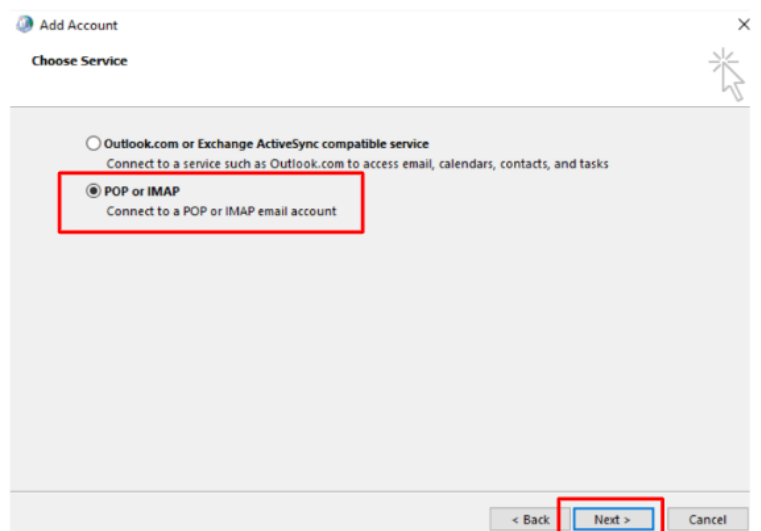 Add Account
Choose Service
Outlook.com or Exchange ActiveSync compatible service
Connect to a service such as Outlook.com to access email, calendars, contacts, and tasks
POP or IMAP
Connect to a POP or IMAP email account
< Back Next > Cancel